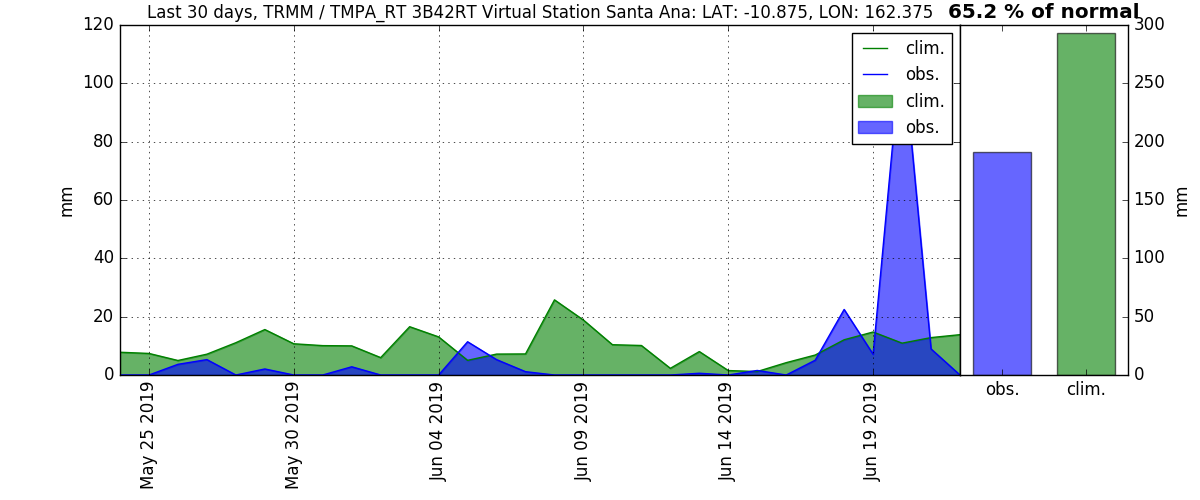 Last 30 days, TRMM / TMPA_RT 3B42RT Virtual Station Santa Ana: LAT: -10.875, LON: 162.375
65.2 % of normal
120
100
80
60
40
20
0
mm
clim.
obs.
clim.
obs.
300
250
200
150
100
50
0
mm
May 25 2019
May 30 2019
Jun 04 2019
Jun 09 2019
Jun 14 2019
Jun 19 2019
obs.
clim.